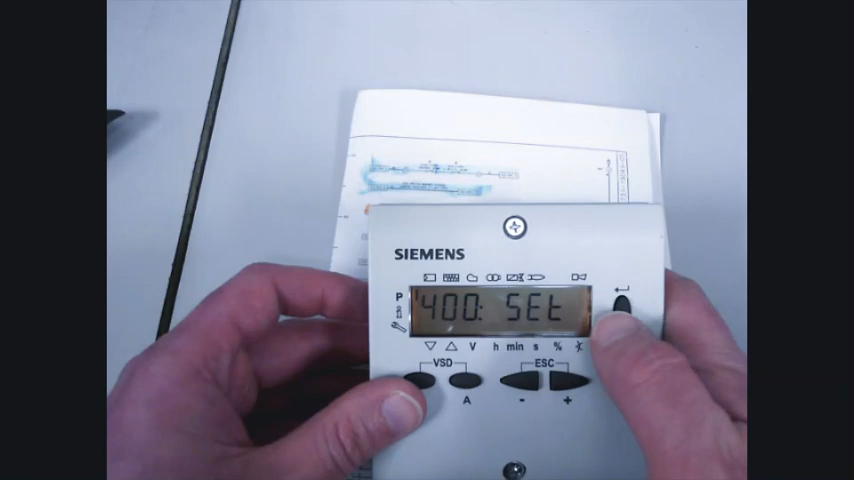 SIEMENS
P
400: SEt
V h min s %
VSD ESC
A - +